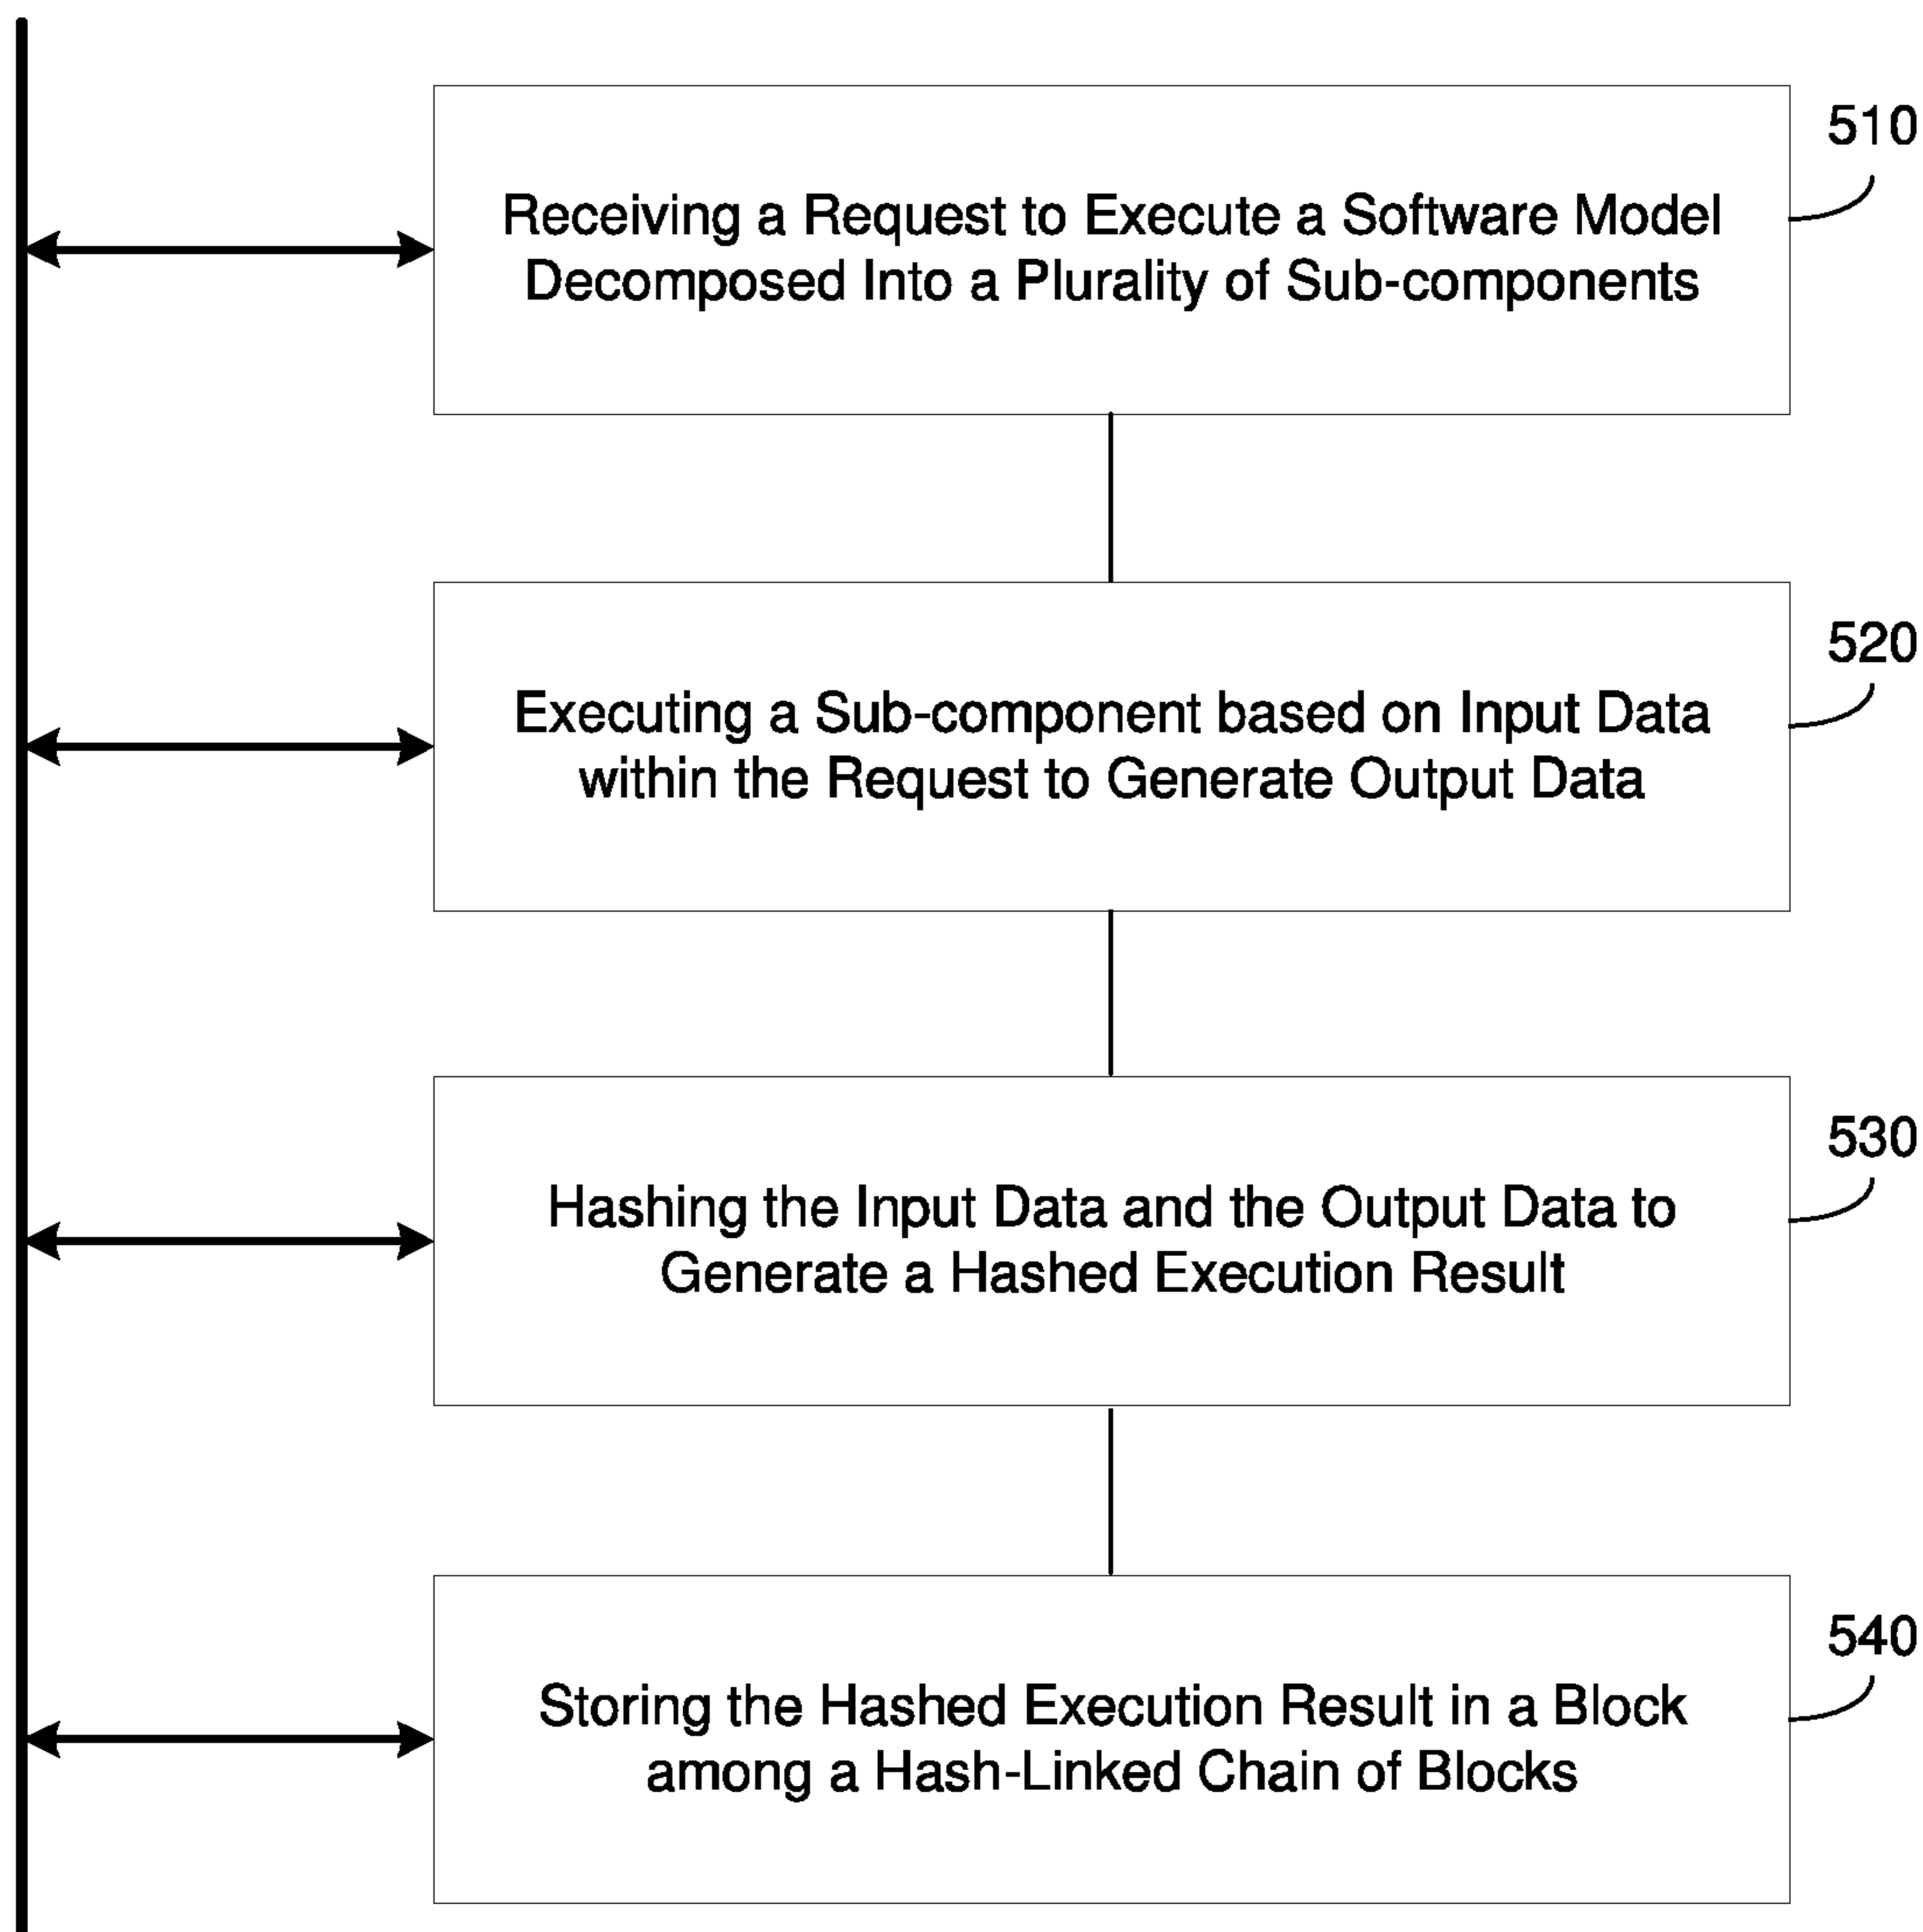 510
Receiving a Request to Execute a Software Model
Decomposed Into a Plurality of Sub-components
520
Executing a Sub-component based on Input Data
within the Request to Generate Output Data
530
Hashing the Input Data and the Output Data to
Generate a Hashed Execution Result
540
Storing the Hashed Execution Result in a Block
among a Hash-Linked Chain of Blocks